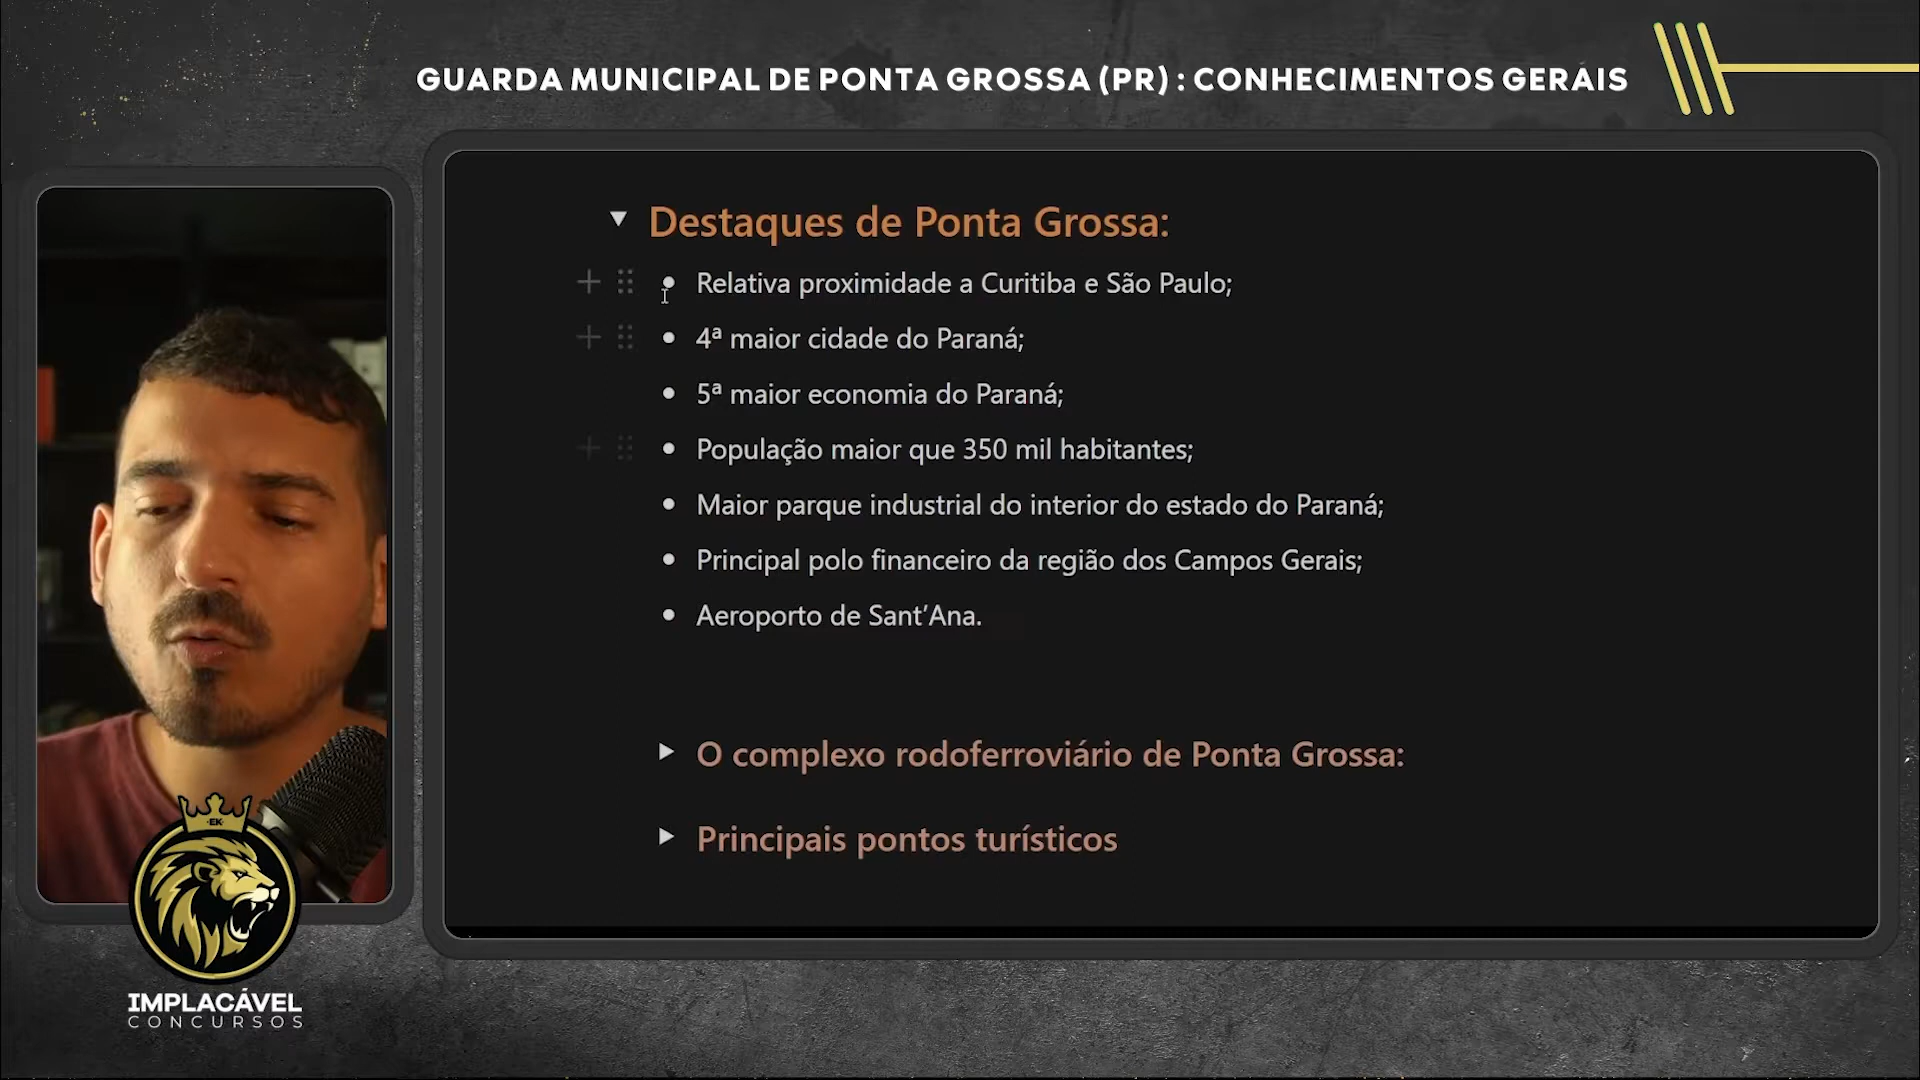 GUARDA MUNICIPAL DE PONTA GROSSA (PR) : CONHECIMENTOS GERAIS
Destaques de Ponta Grossa:
Relativa proximidade a Curitiba e São Paulo;
4ª maior cidade do Paraná;
5ª maior economia do Paraná;
População maior que 350 mil habitantes;
Maior parque industrial do interior do estado do Paraná;
Principal polo financeiro da região dos Campos Gerais;
Aeroporto de Sant’Ana.
O complexo rodoferroviário de Ponta Grossa:
Principais pontos turísticos
EK
IMPLACÁVEL
CONCURSOS